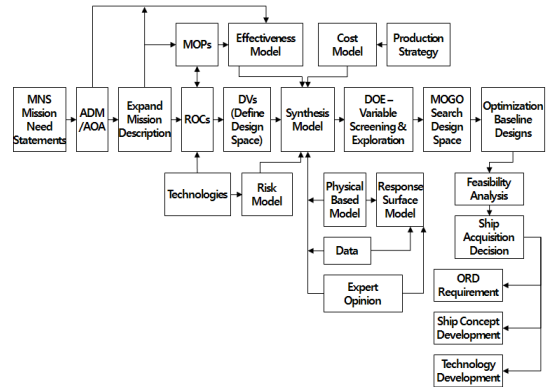 MOPs
Effectiveness
Model
Cost
Model
Production
Strategy
MNS
Mission
Need
Statements
ADM
/AOA
Expand
Mission
Description
ROCs
DVs
(Define
Design
Space)
Synthesis
Model
DOE –
Variable
Screening &
Exploration
MOGO
Search
Design
Space
Optimization
Baseline
Designs
Technologies
Risk
Model
Physical
Based
Model
Response
Surface
Model
Feasibility
Analysis
Data
Ship
Acquisition
Decision
Expert
Opinion
ORD
Requirement
Ship Concept
Development
Technology
Development